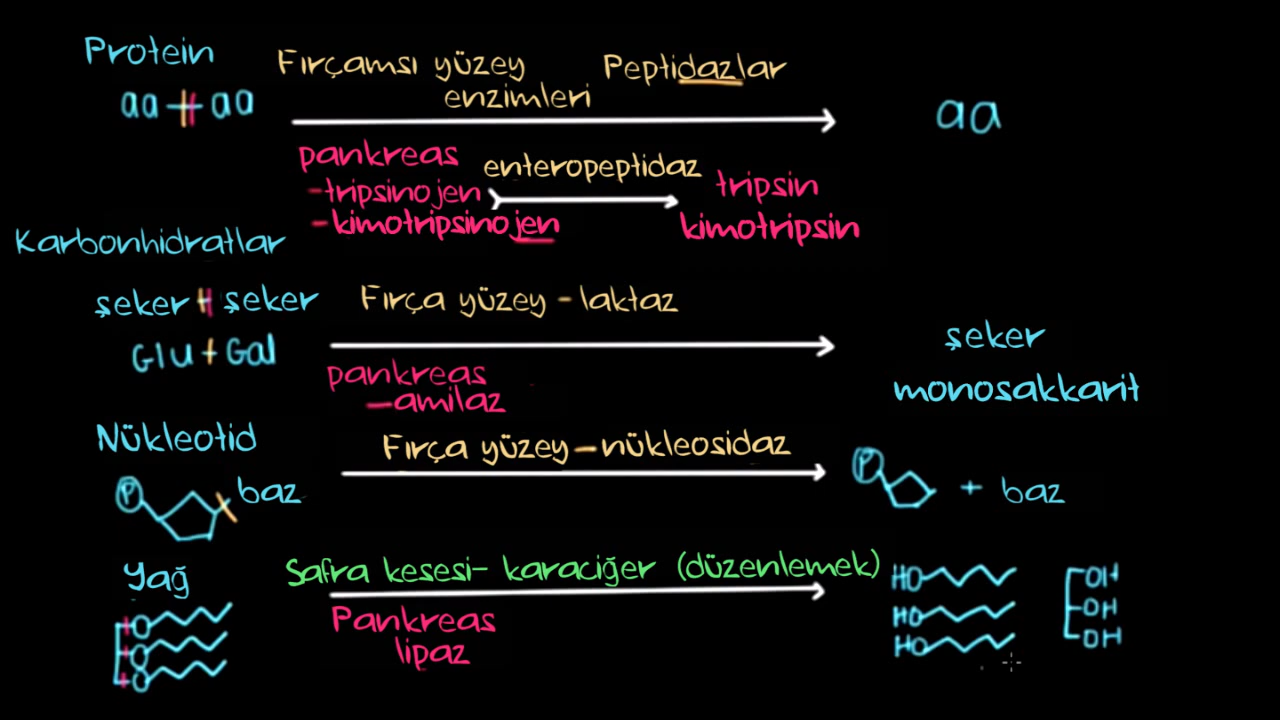 Protein
Fırçamsı yüzey Peptidazlar
enzimleri
aa + aa
aa
pankreas
enteropeptidaz
-tripsinojen
tripsin
-kimotripsinojen
kimotripsin
Karbonhidratlar
şeker + şeker
Fırça yüzey - laktaz
Glu + Gal
şeker
pankreas
-amilaz
monosakkarit
Nükleotid
Fırça yüzey - nükleosidaz
P baz
P + baz
Yağ
Safra kesesi- karaciğer (düzenlemek)
HO
OH
O
Pankreas
HO
OH
O
lipaz
HO
OH
O